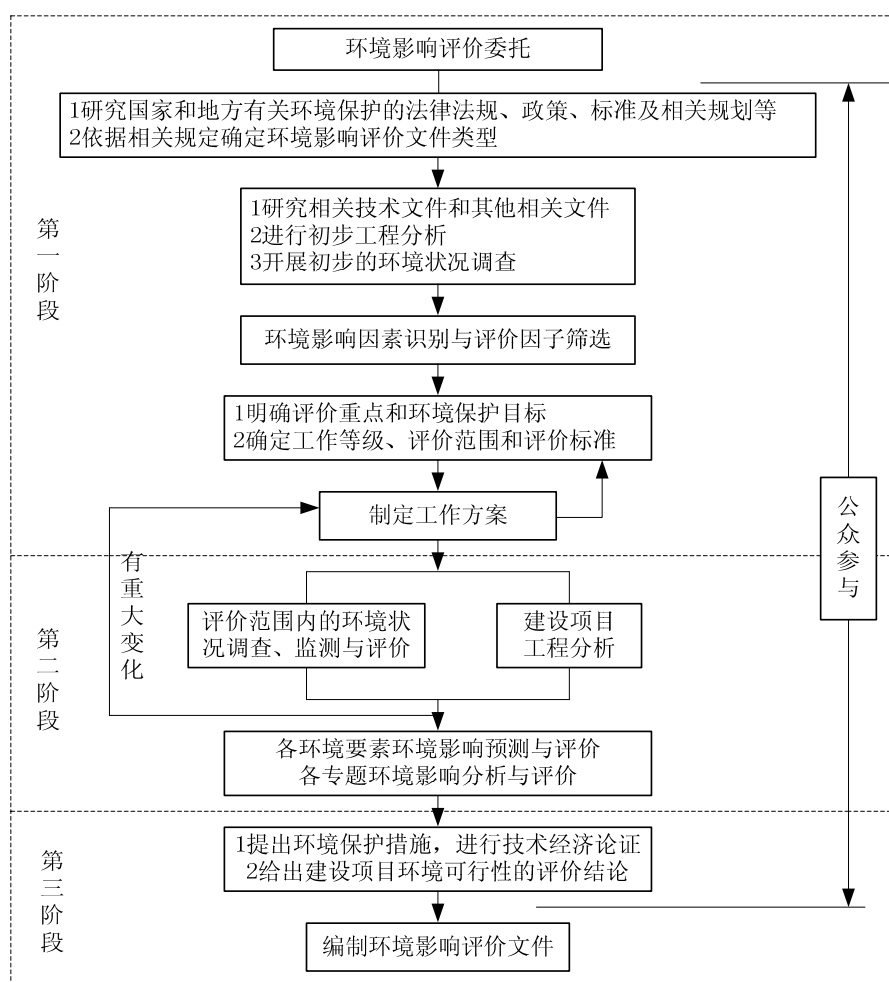 环境影响评价委托
1研究国家和地方有关环境保护的法律法规、政策、标准及相关规划等
2依据相关规定确定环境影响评价文件类型
第一阶段
1研究相关技术文件和其他相关文件
2进行初步工程分析
3开展初步的环境状况调查
环境影响因素识别与评价因子筛选
1明确评价重点和环境保护目标
2确定工作等级、评价范围和评价标准
制定工作方案
公众参与
有重大变化
第二阶段
评价范围内的环境状
况调查、监测与评价
建设项目
工程分析
各环境要素环境影响预测与评价
各专题环境影响分析与评价
第三阶段
1提出环境保护措施，进行技术经济论证
2给出建设项目环境可行性的评价结论
编制环境影响评价文件